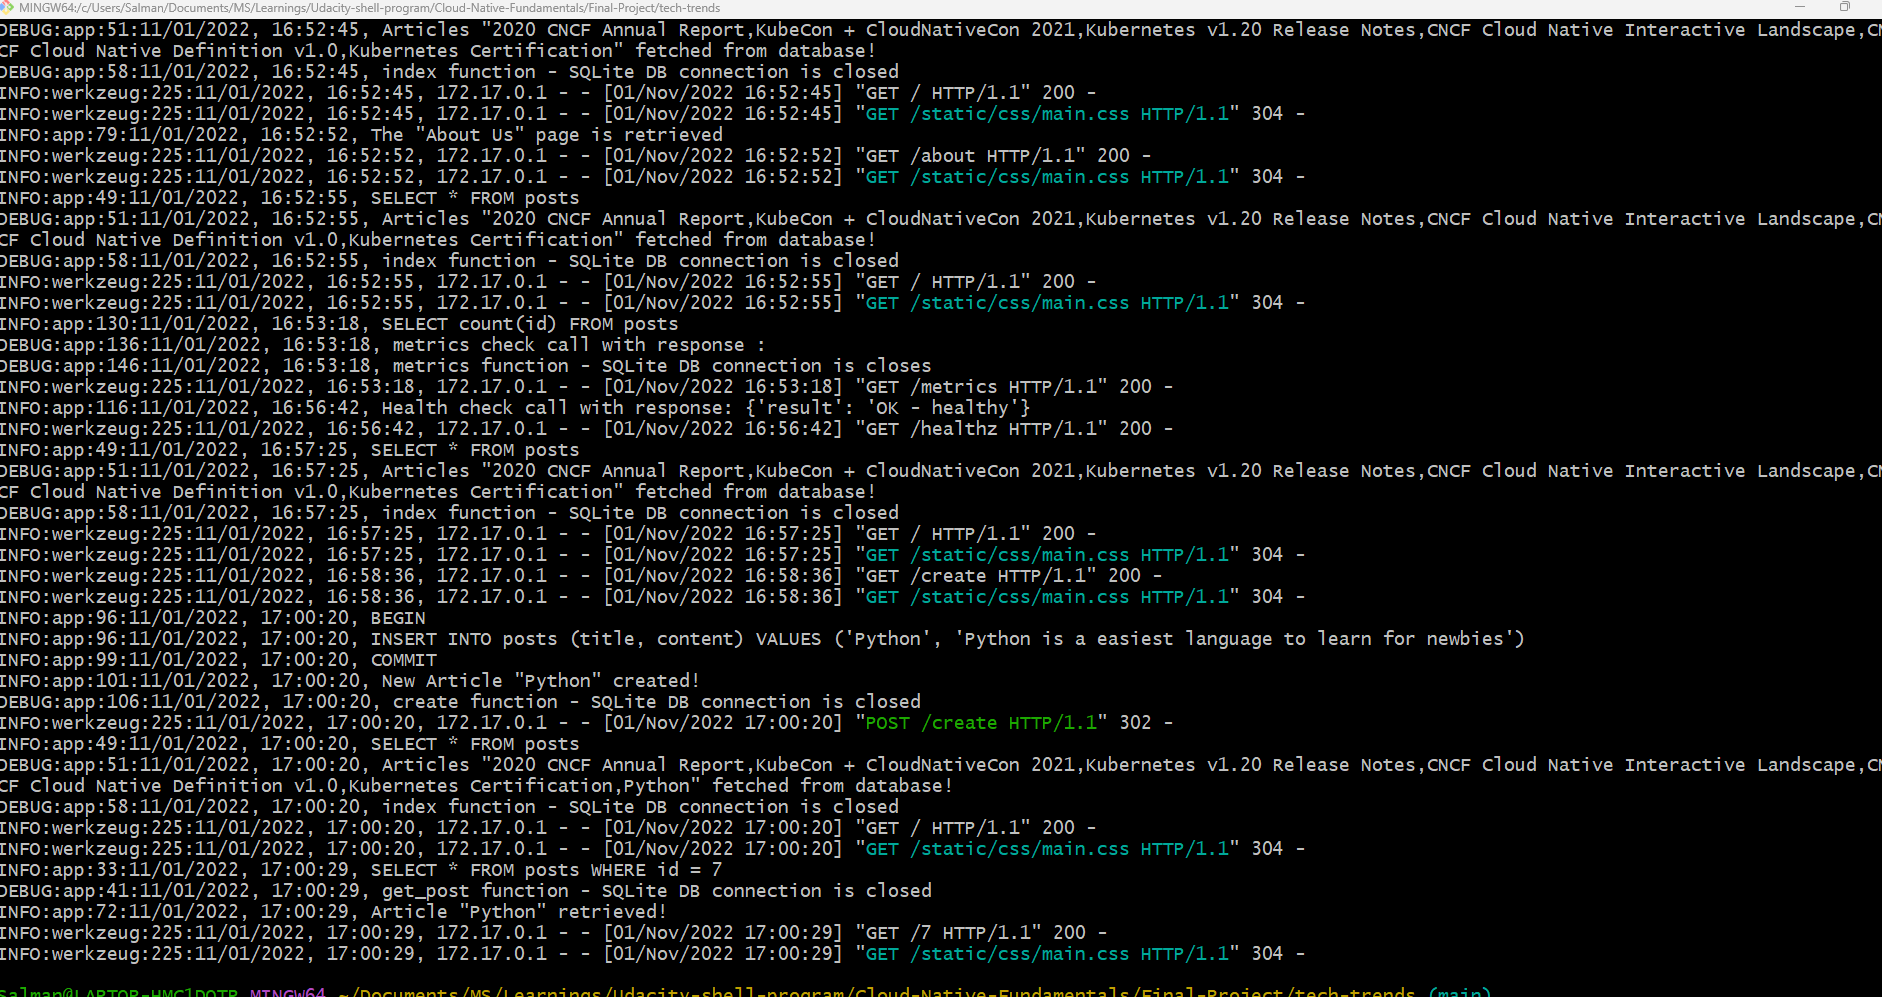 MINGW64:/c/Users/Salman/Documents/MS/Learnings/Udacity-shell-program/Cloud-Native-Fundamentals/Final-Project/tech-trends
DEBUG:app:51:11/01/2022, 16:52:45, Articles "2020 CNCF Annual Report,KubeCon + CloudNativeCon 2021,Kubernetes v1.20 Release Notes,CNCF Cloud Native Interactive Landscape,CN
CF Cloud Native Definition v1.0,Kubernetes Certification" fetched from database!
DEBUG:app:58:11/01/2022, 16:52:45, index function - SQLite DB connection is closed
INFO:werkzeug:225:11/01/2022, 16:52:45, 172.17.0.1 - - [01/Nov/2022 16:52:45] "GET / HTTP/1.1" 200 -
INFO:werkzeug:225:11/01/2022, 16:52:45, 172.17.0.1 - - [01/Nov/2022 16:52:45] "GET /static/css/main.css HTTP/1.1" 304 -
INFO:app:79:11/01/2022, 16:52:52, The "About Us" page is retrieved
INFO:werkzeug:225:11/01/2022, 16:52:52, 172.17.0.1 - - [01/Nov/2022 16:52:52] "GET /about HTTP/1.1" 200 -
INFO:werkzeug:225:11/01/2022, 16:52:52, 172.17.0.1 - - [01/Nov/2022 16:52:52] "GET /static/css/main.css HTTP/1.1" 304 -
INFO:app:49:11/01/2022, 16:52:55, SELECT * FROM posts
DEBUG:app:51:11/01/2022, 16:52:55, Articles "2020 CNCF Annual Report,KubeCon + CloudNativeCon 2021,Kubernetes v1.20 Release Notes,CNCF Cloud Native Interactive Landscape,CN
CF Cloud Native Definition v1.0,Kubernetes Certification" fetched from database!
DEBUG:app:58:11/01/2022, 16:52:55, index function - SQLite DB connection is closed
INFO:werkzeug:225:11/01/2022, 16:52:55, 172.17.0.1 - - [01/Nov/2022 16:52:55] "GET / HTTP/1.1" 200 -
INFO:werkzeug:225:11/01/2022, 16:52:55, 172.17.0.1 - - [01/Nov/2022 16:52:55] "GET /static/css/main.css HTTP/1.1" 304 -
INFO:app:130:11/01/2022, 16:53:18, SELECT count(id) FROM posts
DEBUG:app:136:11/01/2022, 16:53:18, metrics check call with response :
DEBUG:app:146:11/01/2022, 16:53:18, metrics function - SQLite DB connection is closes
INFO:werkzeug:225:11/01/2022, 16:53:18, 172.17.0.1 - - [01/Nov/2022 16:53:18] "GET /metrics HTTP/1.1" 200 -
INFO:app:116:11/01/2022, 16:56:42, Health check call with response: {'result': 'OK - healthy'}
INFO:werkzeug:225:11/01/2022, 16:56:42, 172.17.0.1 - - [01/Nov/2022 16:56:42] "GET /healthz HTTP/1.1" 200 -
INFO:app:49:11/01/2022, 16:57:25, SELECT * FROM posts
DEBUG:app:51:11/01/2022, 16:57:25, Articles "2020 CNCF Annual Report,KubeCon + CloudNativeCon 2021,Kubernetes v1.20 Release Notes,CNCF Cloud Native Interactive Landscape,CN
CF Cloud Native Definition v1.0,Kubernetes Certification" fetched from database!
DEBUG:app:58:11/01/2022, 16:57:25, index function - SQLite DB connection is closed
INFO:werkzeug:225:11/01/2022, 16:57:25, 172.17.0.1 - - [01/Nov/2022 16:57:25] "GET / HTTP/1.1" 200 -
INFO:werkzeug:225:11/01/2022, 16:57:25, 172.17.0.1 - - [01/Nov/2022 16:57:25] "GET /static/css/main.css HTTP/1.1" 304 -
INFO:werkzeug:225:11/01/2022, 16:58:36, 172.17.0.1 - - [01/Nov/2022 16:58:36] "GET /create HTTP/1.1" 200 -
INFO:werkzeug:225:11/01/2022, 16:58:36, 172.17.0.1 - - [01/Nov/2022 16:58:36] "GET /static/css/main.css HTTP/1.1" 304 -
INFO:app:96:11/01/2022, 17:00:20, BEGIN
INFO:app:96:11/01/2022, 17:00:20, INSERT INTO posts (title, content) VALUES ('Python', 'Python is a easiest language to learn for newbies')
INFO:app:99:11/01/2022, 17:00:20, COMMIT
INFO:app:101:11/01/2022, 17:00:20, New Article "Python" created!
DEBUG:app:106:11/01/2022, 17:00:20, create function - SQLite DB connection is closed
INFO:werkzeug:225:11/01/2022, 17:00:20, 172.17.0.1 - - [01/Nov/2022 17:00:20] "POST /create HTTP/1.1" 302 -
INFO:app:49:11/01/2022, 17:00:20, SELECT * FROM posts
DEBUG:app:51:11/01/2022, 17:00:20, Articles "2020 CNCF Annual Report,KubeCon + CloudNativeCon 2021,Kubernetes v1.20 Release Notes,CNCF Cloud Native Interactive Landscape,CN
CF Cloud Native Definition v1.0,Kubernetes Certification,Python" fetched from database!
DEBUG:app:58:11/01/2022, 17:00:20, index function - SQLite DB connection is closed
INFO:werkzeug:225:11/01/2022, 17:00:20, 172.17.0.1 - - [01/Nov/2022 17:00:20] "GET / HTTP/1.1" 200 -
INFO:werkzeug:225:11/01/2022, 17:00:20, 172.17.0.1 - - [01/Nov/2022 17:00:20] "GET /static/css/main.css HTTP/1.1" 304 -
INFO:app:33:11/01/2022, 17:00:29, SELECT * FROM posts WHERE id = 7
DEBUG:app:41:11/01/2022, 17:00:29, get_post function - SQLite DB connection is closed
INFO:app:72:11/01/2022, 17:00:29, Article "Python" retrieved!
INFO:werkzeug:225:11/01/2022, 17:00:29, 172.17.0.1 - - [01/Nov/2022 17:00:29] "GET /7 HTTP/1.1" 200 -
INFO:werkzeug:225:11/01/2022, 17:00:29, 172.17.0.1 - - [01/Nov/2022 17:00:29] "GET /static/css/main.css HTTP/1.1" 304 -
MINGW64 ~/Documents/MS/Learnings/Udacity-shell-program/Cloud-Native-Fundamentals/Final-Project/tech-trends (main)